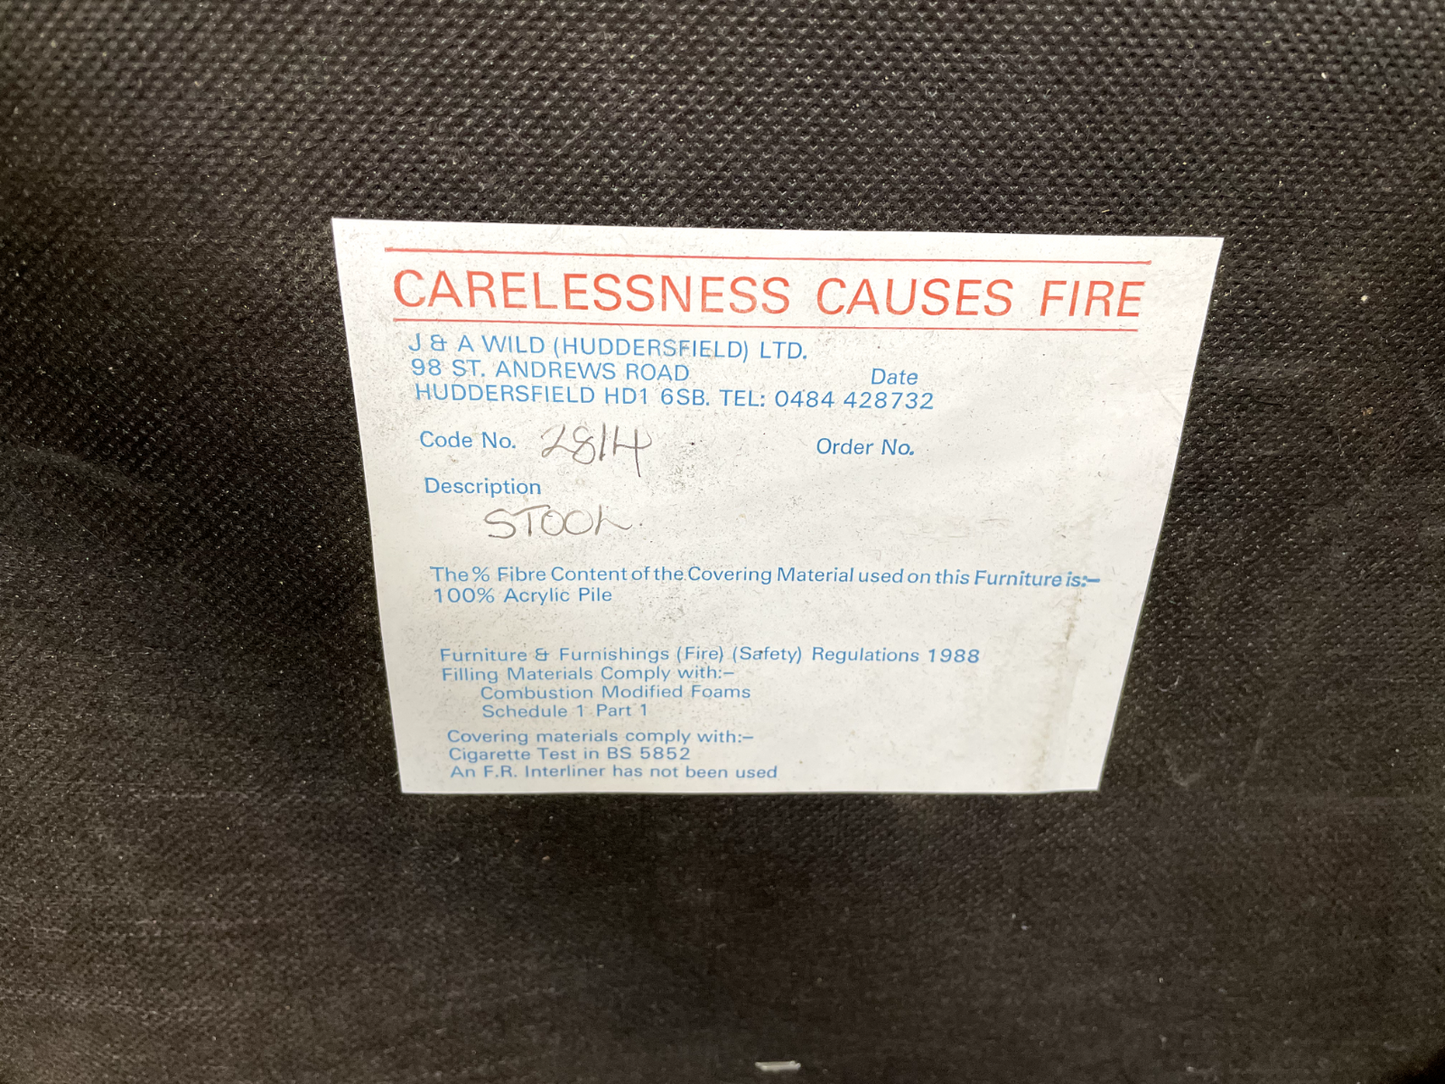 CARELESSNESS CAUSES FIRE
J & A WILD (HUDDERSFIELD) LTD.
98 ST. ANDREWS ROAD
Date
HUDDERSFIELD HD1 6SB. TEL: 0484 428732
Code No. 2814
Order No.
Description
STOOL.
The % Fibre Content of the Covering Material used on this Furniture is:-
100% Acrylic Pile
Furniture & Furnishings (Fire) (Safety) Regulations 1988
Filling Materials Comply with:-
Combustion Modified Foams
Schedule 1 Part 1
Covering materials comply with:-
Cigarette Test in BS 5852
An F.R. Interliner has not been used